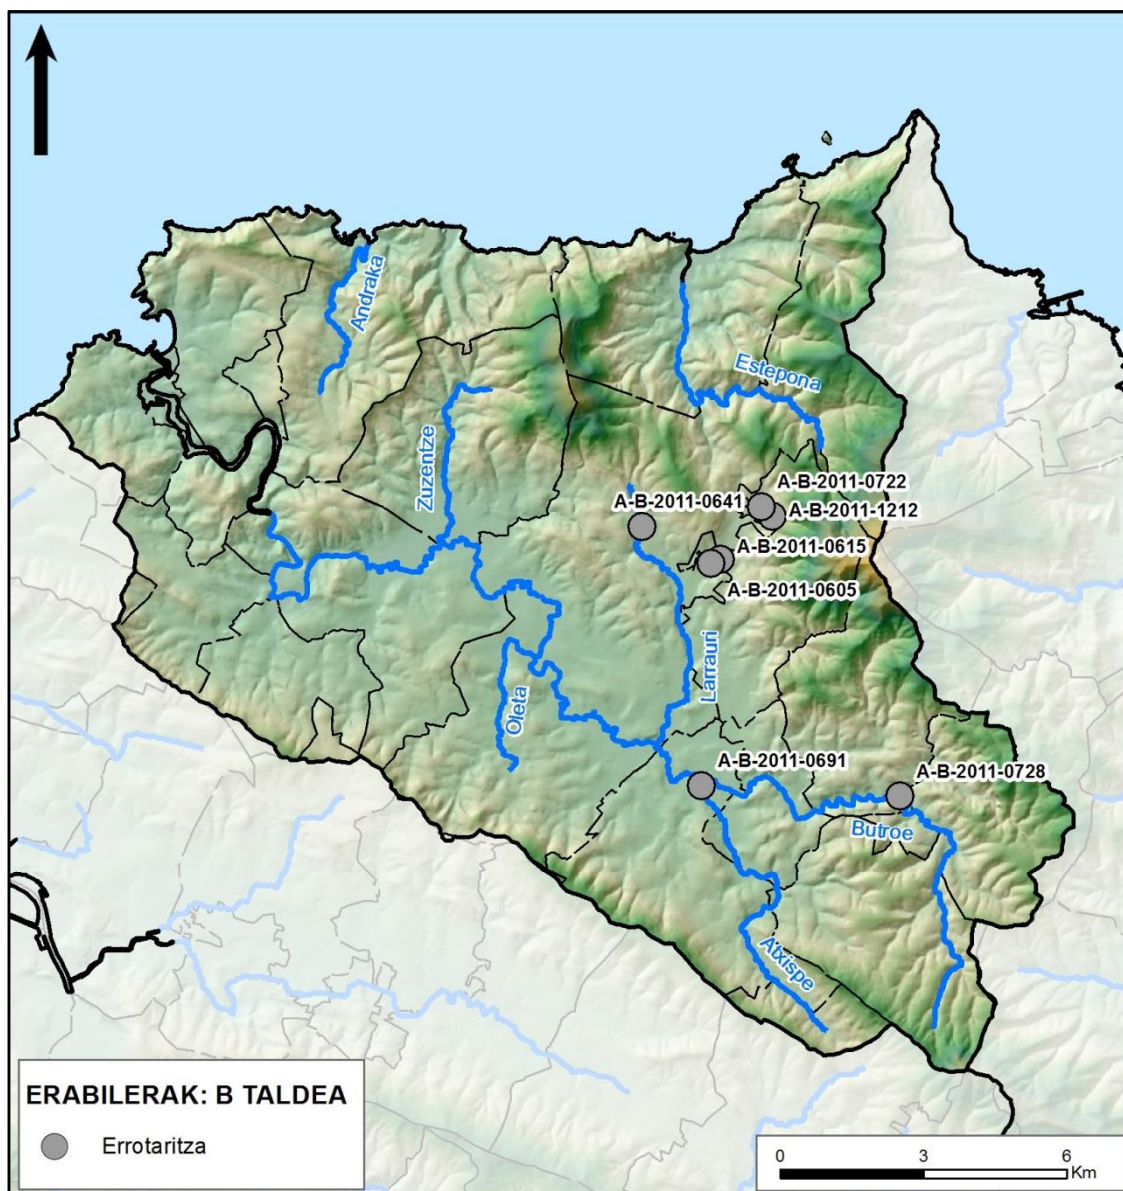 Andraka
Estepona
Zuzentze
A-B-2011-0722
A-B-2011-0641
A-B-2011-1212
A-B-2011-0615
A-B-2011-0605
Larrauri
Oleta
A-B-2011-0691
A-B-2011-0728
Butroe
Atxispe
ERABILERAK: B TALDEA
Errotaritza
0 3 6
Km